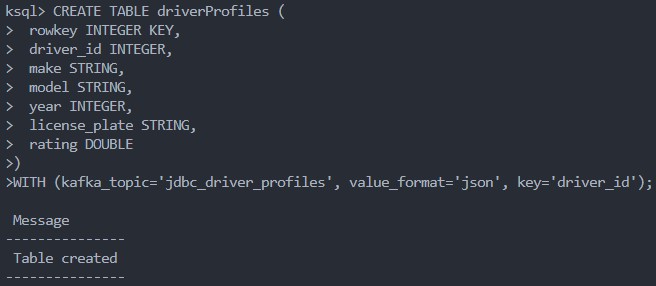 ksql> CREATE TABLE driverProfiles (
>  rowkey INTEGER KEY,
>  driver_id INTEGER,
>  make STRING,
>  model STRING,
>  year INTEGER,
>  license_plate STRING,
>  rating DOUBLE
>)
>WITH (kafka_topic='jdbc_driver_profiles', value_format='json', key='driver_id');
 Message
---------------
 Table created
---------------